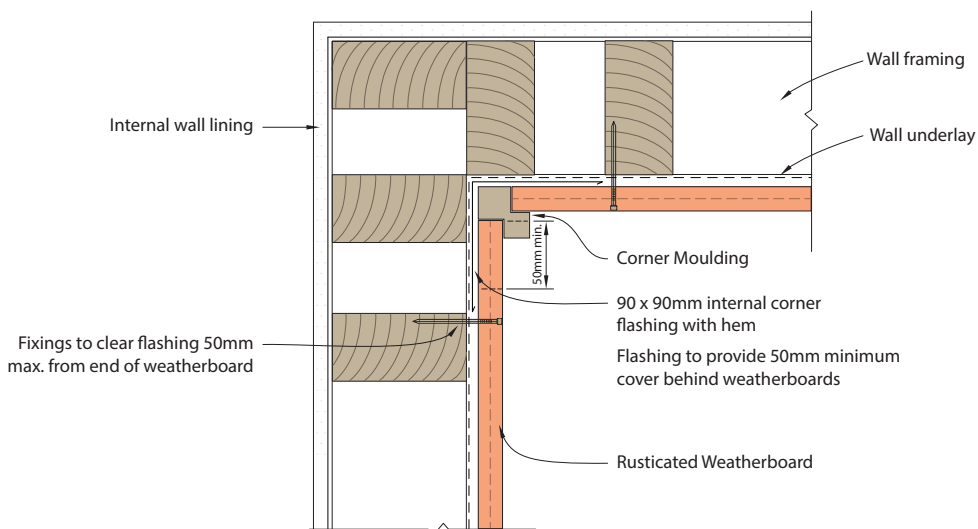 Wall framing
Internal wall lining
Wall underlay
50mm min.
Corner Moulding
90 x 90mm internal corner
flashing with hem
Fixings to clear flashing 50mm
max. from end of weatherboard
Flashing to provide 50mm minimum
cover behind weatherboards
Rusticated Weatherboard